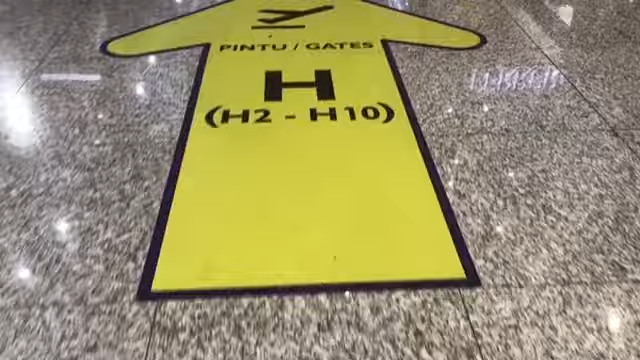 PINTU / GATES
H
(H2 - H10)